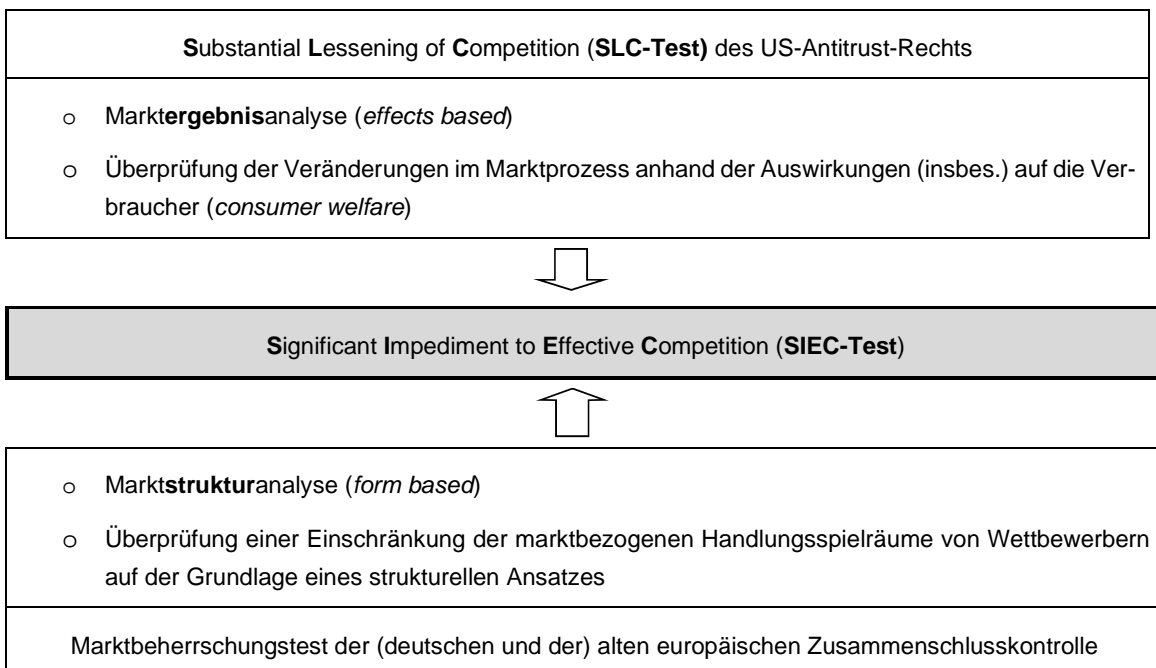 Substantial Lessening of Competition (SLC-Test) des US-Antitrust-Rechts
o Marktergebnisanalyse (effects based)
o Überprüfung der Veränderungen im Marktprozess anhand der Auswirkungen (insbes.) auf die Ver-
braucher (consumer welfare)
Significant Impediment to Effective Competition (SIEC-Test)
o Marktstrukturanalyse (form based)
o Überprüfung einer Einschränkung der marktbezogenen Handlungsspielräume von Wettbewerbern
auf der Grundlage eines strukturellen Ansatzes
Marktbeherrschungstest der (deutschen und der) alten europäischen Zusammenschlusskontrolle